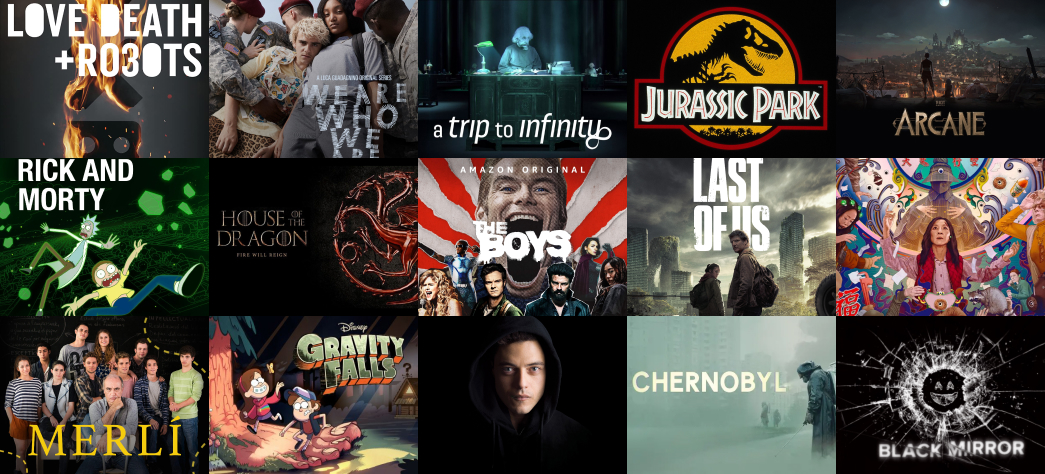 LOVE DEATH
+RO3OTS
A LUCA GUADAGNINO ORIGINAL SERIES
WE ARE
WHO
WE
ARE
a trip to infinity
JURASSIC PARK
ARCANE
RICK AND
MORTY
HOUSE OF THE
DRAGON
FIRE WILL REIGN
AMAZON ORIGINAL
THE
BOYS
LAST
OF US
福
MERLÍ
Disney
GRAVITY
FALLS
CHERNOBYL
BLACK MIRROR